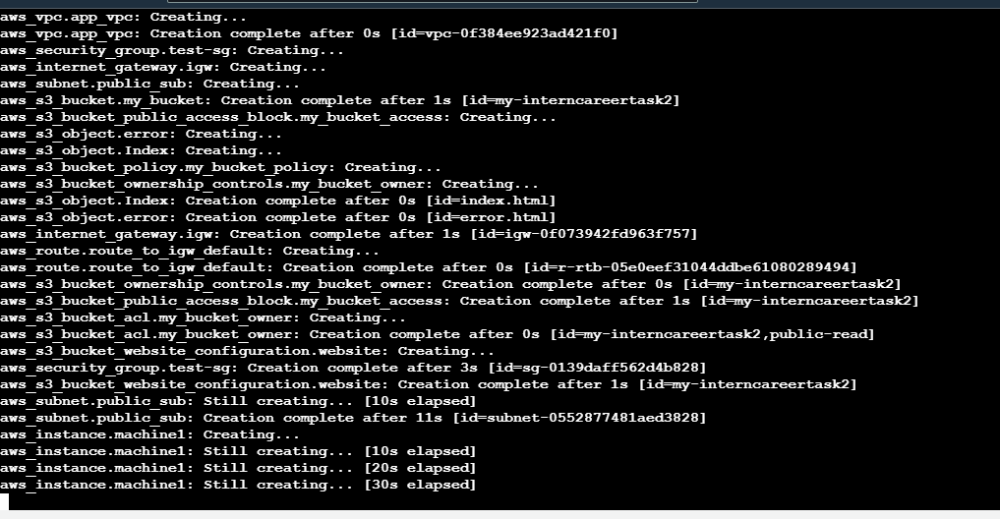 aws_vpc.app_vpc: Creating...
aws_vpc.app_vpc: Creation complete after 0s [id=vpc-0f384ee923ad421f0]
aws_security_group.test-sg: Creating...
aws_internet_gateway.igw: Creating...
aws_subnet.public_sub: Creating...
aws_s3_bucket.my_bucket: Creation complete after 1s [id=my-interncareertask2]
aws_s3_bucket_public_access_block.my_bucket_access: Creating...
aws_s3_object.error: Creating...
aws_s3_object.Index: Creating...
aws_s3_bucket_policy.my_bucket_policy: Creating...
aws_s3_bucket_ownership_controls.my_bucket_owner: Creating...
aws_s3_object.Index: Creation complete after 0s [id=index.html]
aws_s3_object.error: Creation complete after 0s [id=error.html]
aws_internet_gateway.igw: Creation complete after 1s [id=igw-0f073942fd963f757]
aws_route.route_to_igw_default: Creating...
aws_route.route_to_igw_default: Creation complete after 0s [id=r-rtb-05e0eef31044ddbe61080289494]
aws_s3_bucket_ownership_controls.my_bucket_owner: Creation complete after 0s [id=my-interncareertask2]
aws_s3_bucket_public_access_block.my_bucket_access: Creation complete after 1s [id=my-interncareertask2]
aws_s3_bucket_acl.my_bucket_owner: Creating...
aws_s3_bucket_acl.my_bucket_owner: Creation complete after 0s [id=my-interncareertask2,public-read]
aws_s3_bucket_website_configuration.website: Creating...
aws_security_group.test-sg: Creation complete after 3s [id=sg-0139daff562d4b828]
aws_s3_bucket_website_configuration.website: Creation complete after 1s [id=my-interncareertask2]
aws_subnet.public_sub: Still creating... [10s elapsed]
aws_subnet.public_sub: Creation complete after 11s [id=subnet-0552877481aed3828]
aws_instance.machine1: Creating...
aws_instance.machine1: Still creating... [10s elapsed]
aws_instance.machine1: Still creating... [20s elapsed]
aws_instance.machine1: Still creating... [30s elapsed]